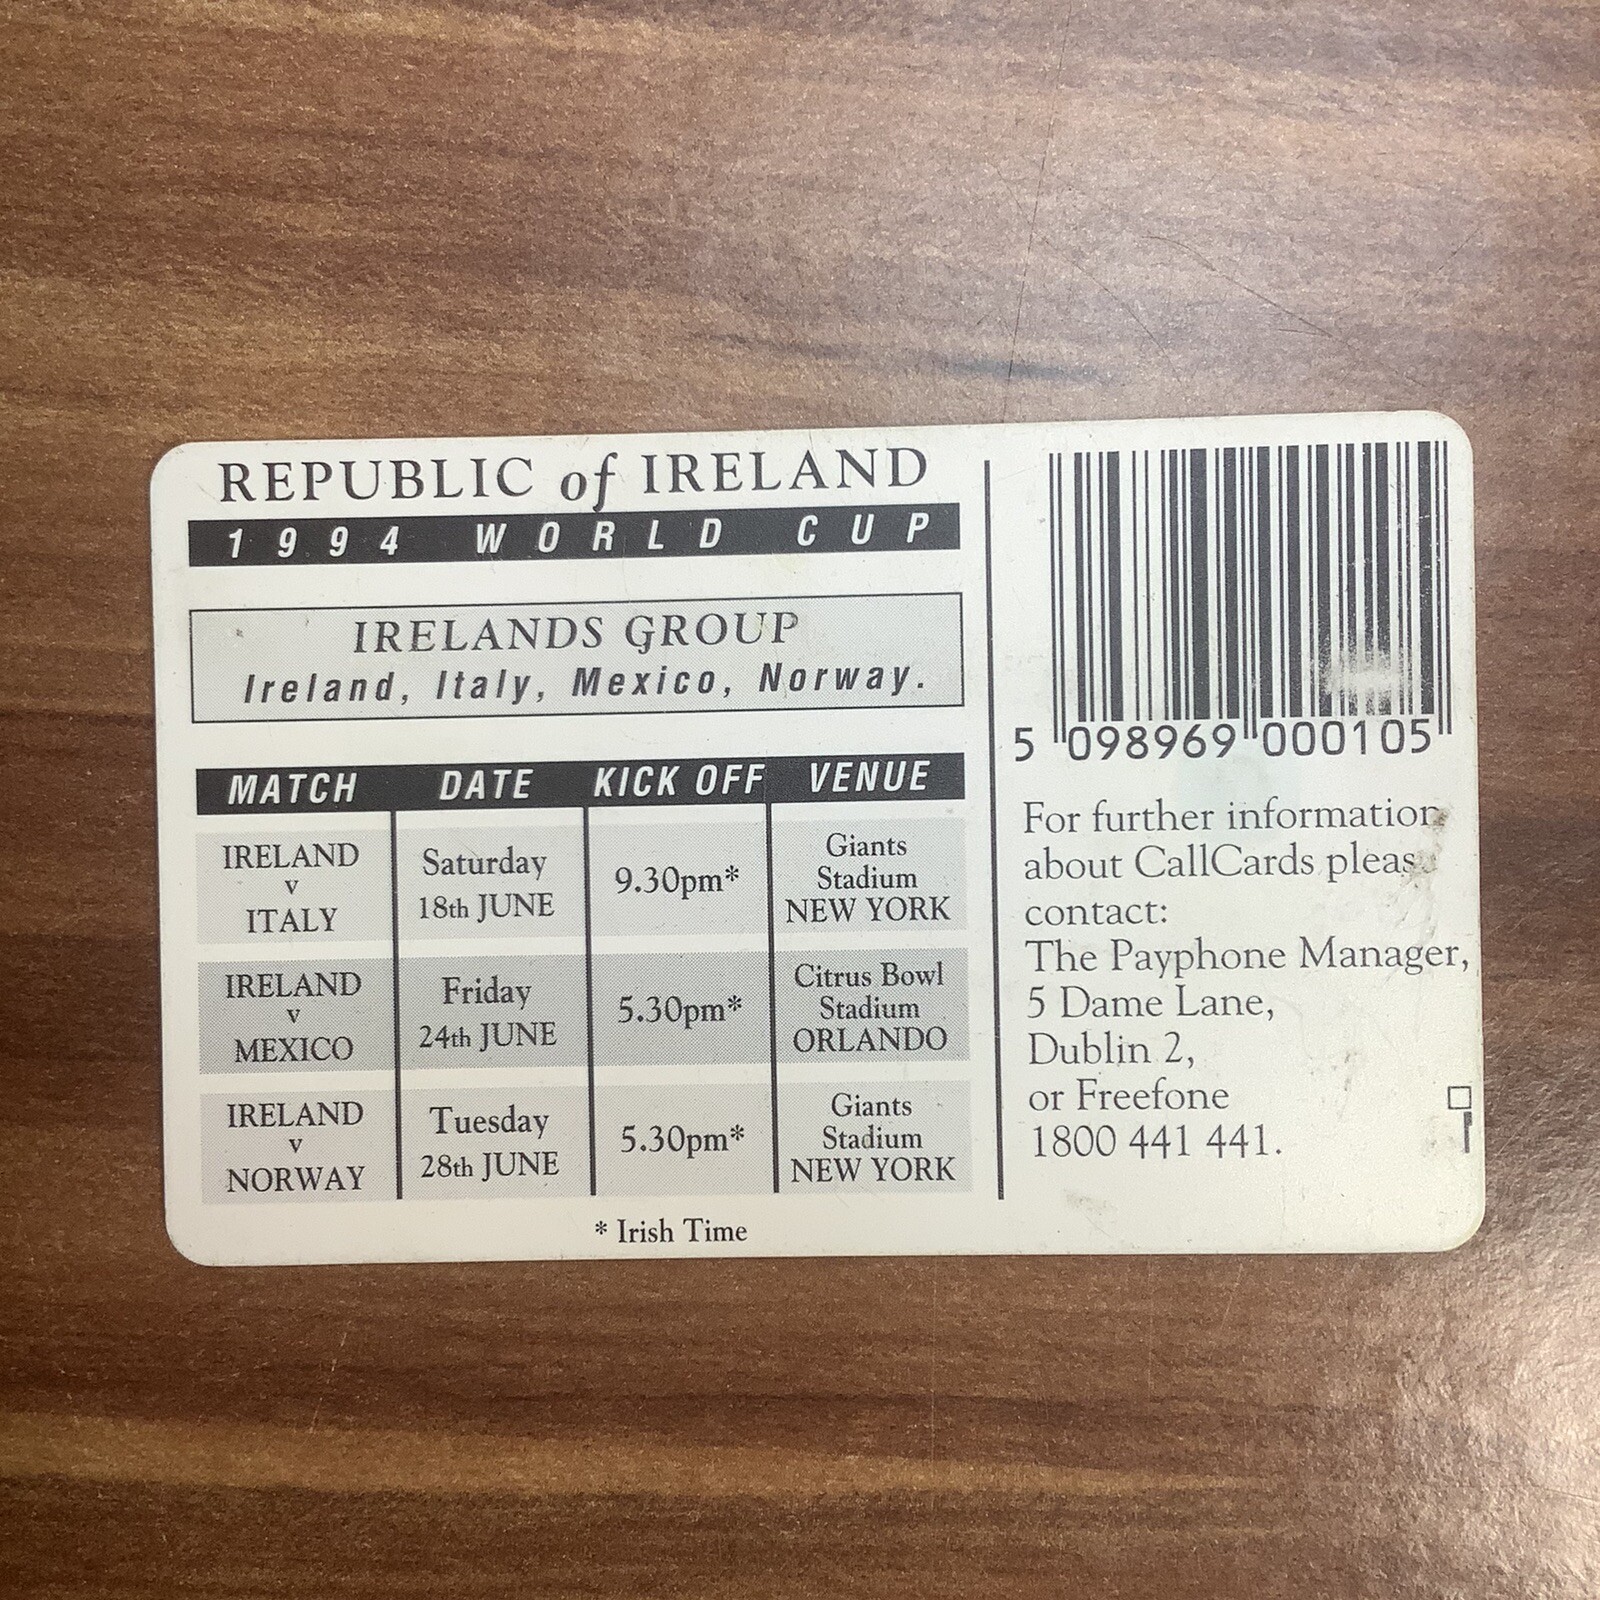 REPUBLIC of IRELAND
1994 WORLD CUP
IRELANDS GROUP
Ireland, Italy, Mexico, Norway.
MATCH DATE KICK OFF VENUE
IRELAND
v
ITALY
Saturday
18th JUNE
9.30pm*
Giants
Stadium
NEW YORK
IRELAND
v
MEXICO
Friday
24th JUNE
5.30pm*
Citrus Bowl
Stadium
ORLANDO
IRELAND
v
NORWAY
Tuesday
28th JUNE
5.30pm*
Giants
Stadium
NEW YORK
* Irish Time
5 098969 000105
For further information
about CallCards please
contact:
The Payphone Manager,
5 Dame Lane,
Dublin 2,
or Freefone
1800 441 441.